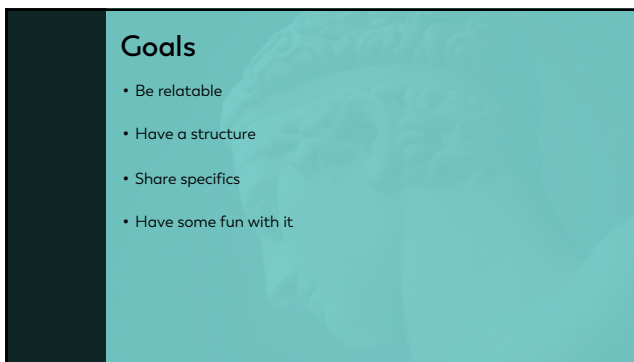 Goals
• Be relatable
• Have a structure
• Share specifics
• Have some fun with it